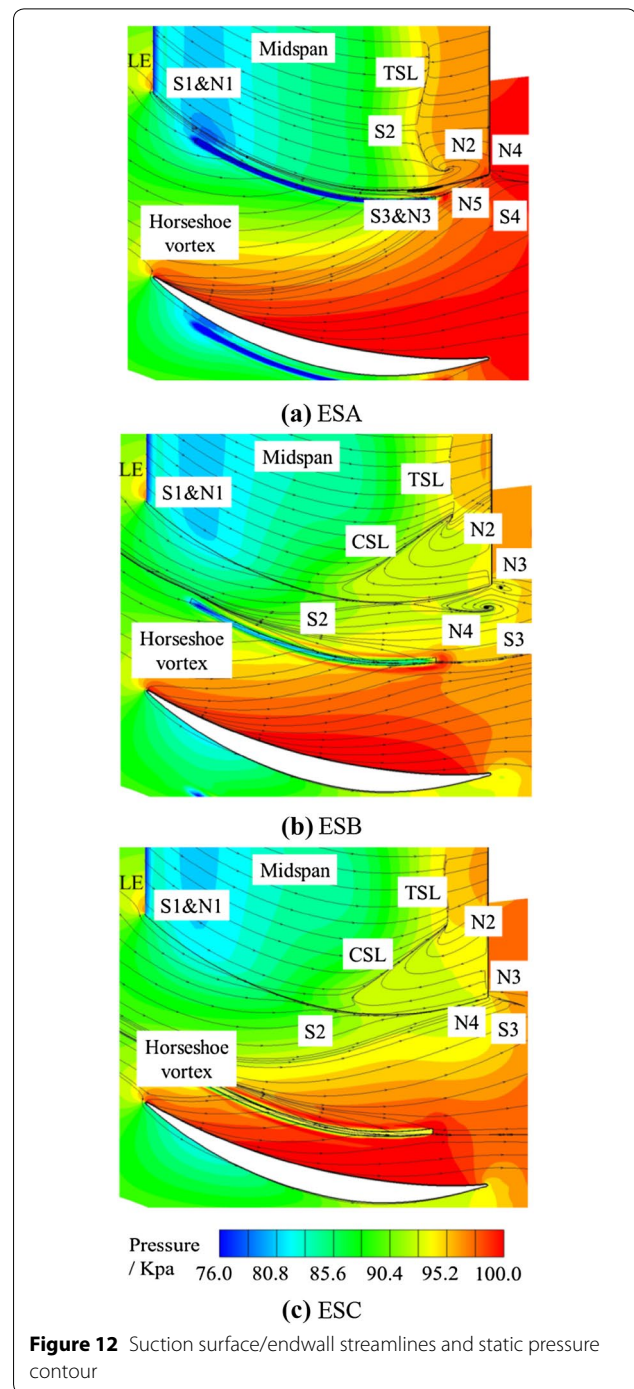 LE
Midspan
S1&N1
TSL
S2
N2
N4
S3&N3
N5
S4
Horseshoe
vortex
(a) ESA
LE
Midspan
S1&N1
TSL
CSL
N2
N3
S2
N4
S3
Horseshoe
vortex
(b) ESB
LE
Midspan
S1&N1
TSL
N2
CSL
N3
S2
N4
S3
Horseshoe
vortex
Pressure
/ Kpa
76.0 80.8 85.6 90.4 95.2 100.0
(c) ESC
Figure 12 Suction surface/endwall streamlines and static pressure
contour